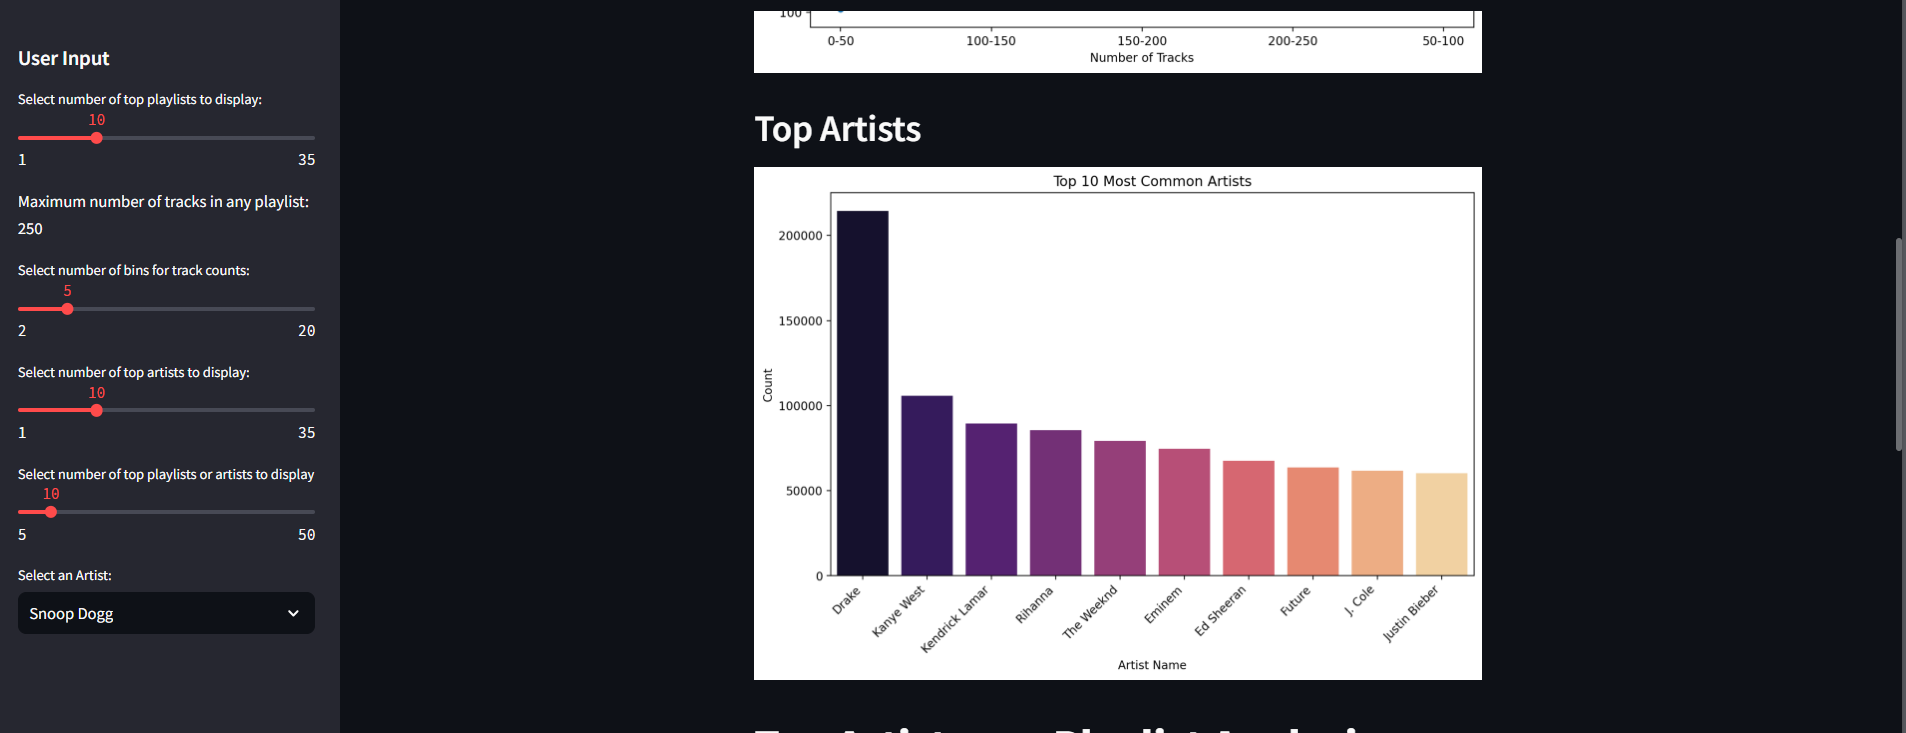 User Input
Select number of top playlists to display:
10
1 35
Maximum number of tracks in any playlist:
250
Select number of bins for track counts:
5
2 20
Select number of top artists to display:
10
1 35
Select number of top playlists or artists to display
10
5 50
Select an Artist:
Snoop Dogg
100
0-50 100-150 150-200 200-250 50-100
Number of Tracks
Top Artists
Top 10 Most Common Artists
200000
150000
100000
50000
0
Count
Drake
Kanye West
Kendrick Lamar
Rihanna
The Weeknd
Eminem
Ed Sheeran
Future
J. Cole
Justin Bieber
Artist Name